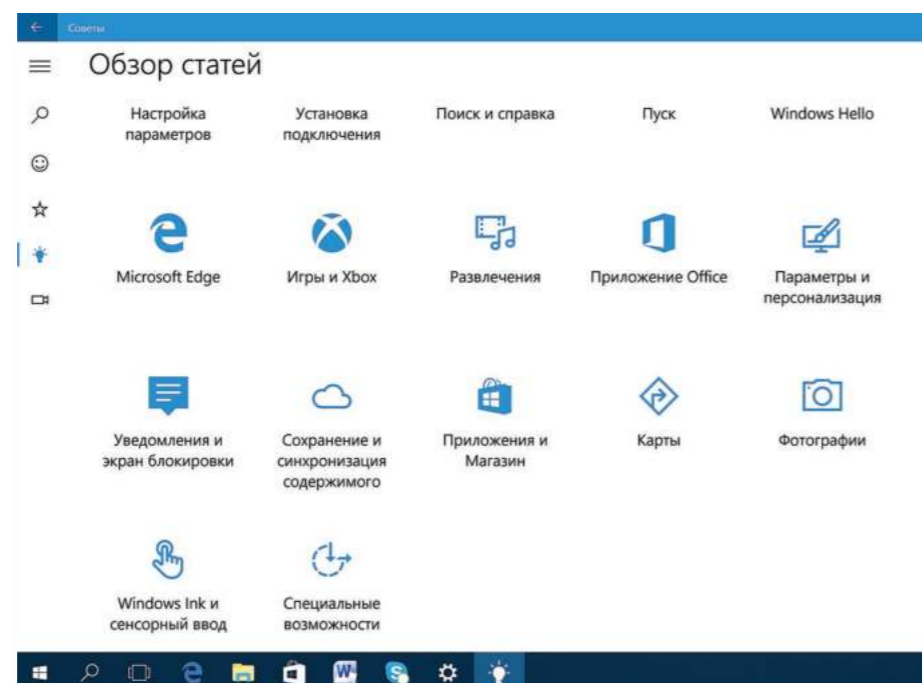 Советы
Обзор статей
Настройка
параметров
Установка
подключения
Поиск и справка
Пуск
Windows Hello
Microsoft Edge
Игры и Xbox
Развлечения
Приложение Office
Параметры и
персонализация
Уведомления и
экран блокировки
Сохранение и
синхронизация
содержимого
Приложения и
Магазин
Карты
Фотографии
Windows Ink и
сенсорный ввод
Специальные
возможности